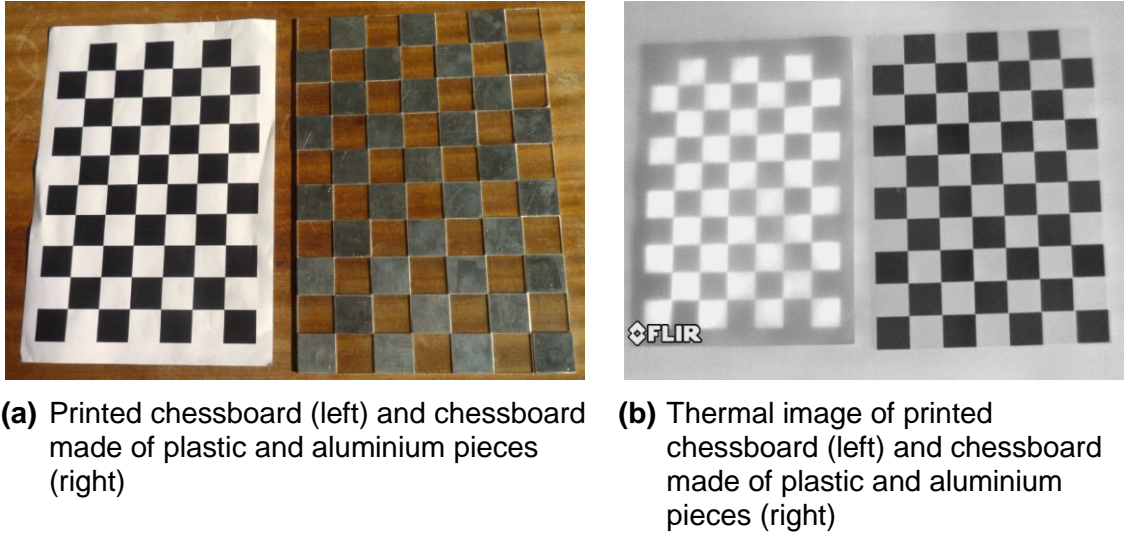 FLIR
(a) Printed chessboard (left) and chessboard
made of plastic and aluminium pieces
(right)
(b) Thermal image of printed
chessboard (left) and chessboard
made of plastic and aluminium
pieces (right)